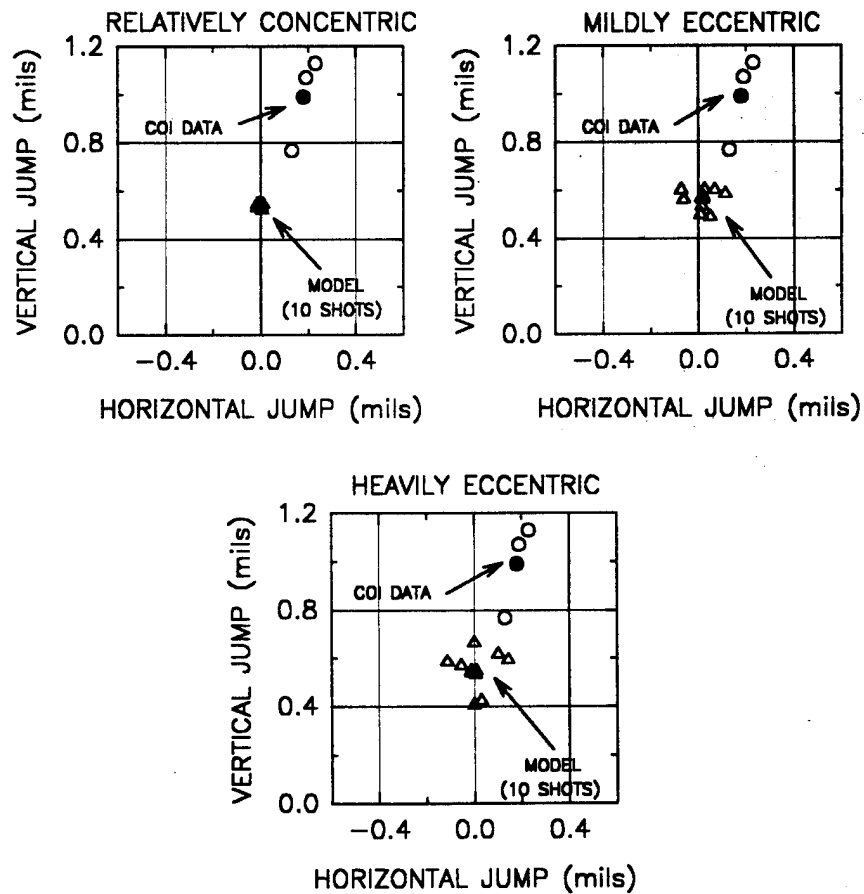 RELATIVELY CONCENTRIC
VERTICAL JUMP (mils)
1.2
0.8
0.4
0.0
COI DATA
MODEL
(10 SHOTS)
−0.4 0.0 0.4
HORIZONTAL JUMP (mils)
MILDLY ECCENTRIC
VERTICAL JUMP (mils)
1.2
0.8
0.4
0.0
COI DATA
MODEL
(10 SHOTS)
−0.4 0.0 0.4
HORIZONTAL JUMP (mils)
HEAVILY ECCENTRIC
VERTICAL JUMP (mils)
1.2
0.8
0.4
0.0
COI DATA
MODEL
(10 SHOTS)
−0.4 0.0 0.4
HORIZONTAL JUMP (mils)